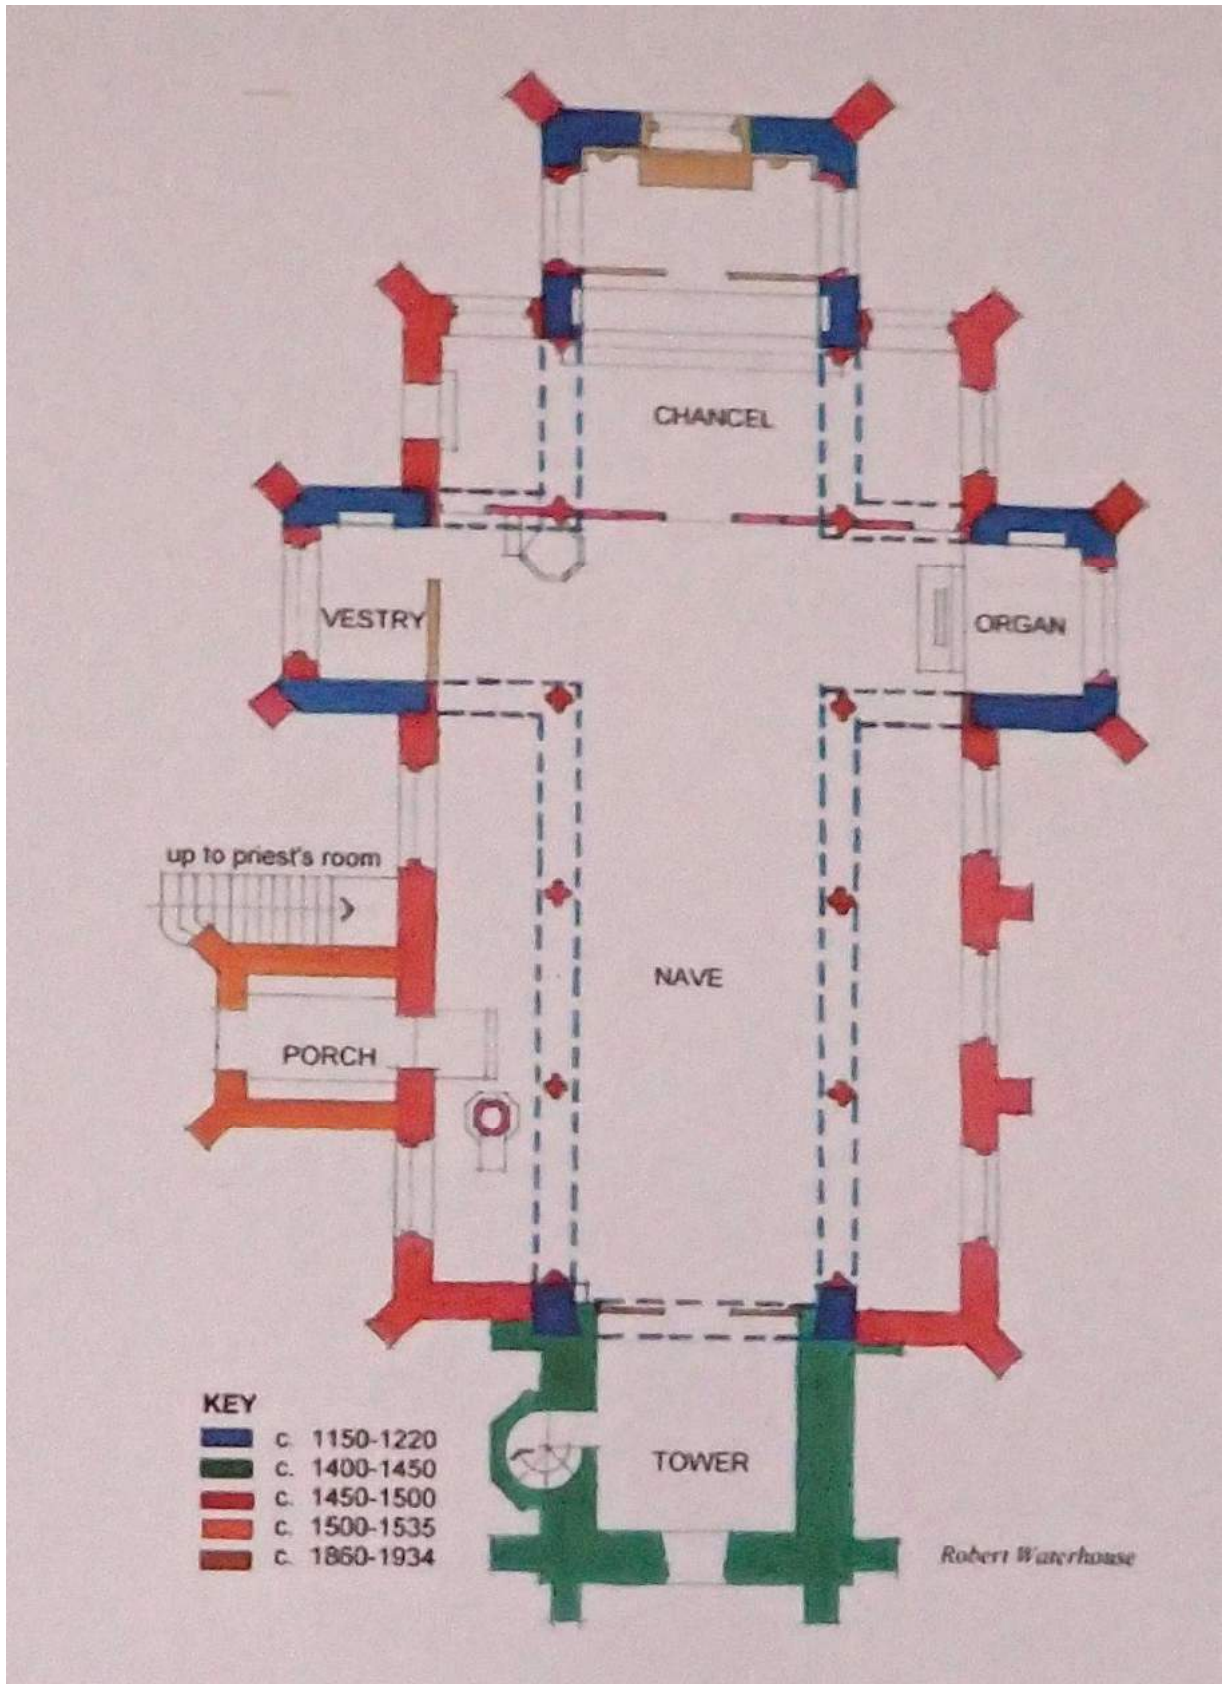 CHANCEL
VESTRY
ORGAN
up to priest's room
NAVE
PORCH
KEY
c. 1150-1220
c. 1400-1450
c. 1450-1500
c. 1500-1535
c. 1860-1934
TOWER
Robert Waterhouse